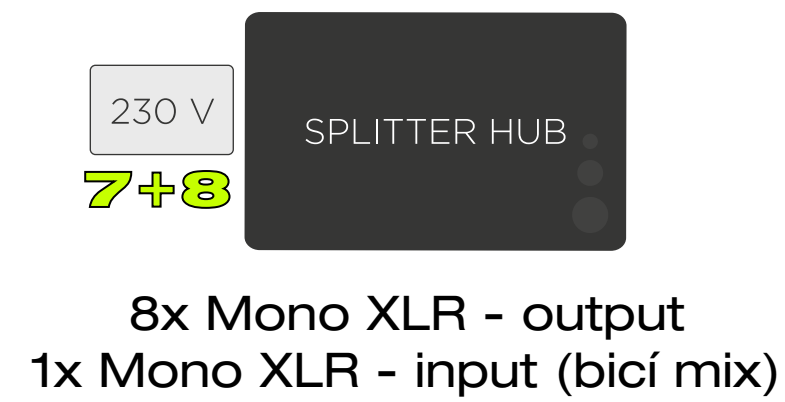 230 V
SPLITTER HUB
7+8
8x Mono XLR - output
1x Mono XLR - input (bicí mix)